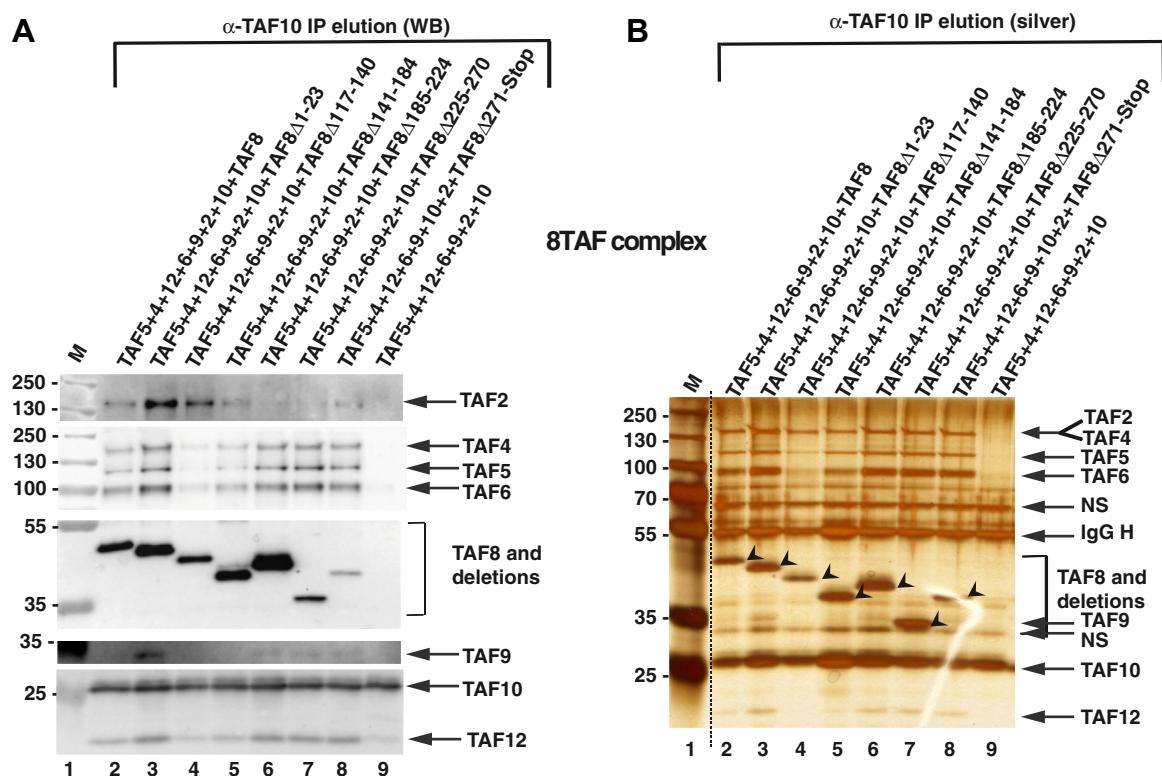 A
α-TAF10 IP elution (WB)
TAF5+4+12+6+9+2+10+TAF8
TAF5+4+12+6+9+2+10+TAF8Δ1-23
TAF5+4+12+6+9+2+10+TAF8Δ117-140
TAF5+4+12+6+9+2+10+TAF8Δ141-184
TAF5+4+12+6+9+2+10+TAF8Δ185-224
TAF5+4+12+6+9+2+10+TAF8Δ225-270
TAF5+4+12+6+9+10+2+TAF8Δ271-Stop
TAF5+4+12+6+9+2+10
M
250 -
130 -
TAF2
250 -
130 -
100 -
TAF4
TAF5
TAF6
55 -
35 -
TAF8 and
deletions
35 -
TAF9
25 -
TAF10
TAF12
1 2 3 4 5 6 7 8 9
8TAF complex
B
α-TAF10 IP elution (silver)
TAF5+4+12+6+9+2+10+TAF8
TAF5+4+12+6+9+2+10+TAF8Δ1-23
TAF5+4+12+6+9+2+10+TAF8Δ117-140
TAF5+4+12+6+9+2+10+TAF8Δ141-184
TAF5+4+12+6+9+2+10+TAF8Δ185-224
TAF5+4+12+6+9+2+10+TAF8Δ225-270
TAF5+4+12+6+9+10+2+TAF8Δ271-Stop
TAF5+4+12+6+9+2+10
M
250 -
130 -
100 -
70 -
55 -
35 -
25 -
TAF2
TAF4
TAF5
TAF6
NS
IgG H
TAF8 and
deletions
TAF9
NS
TAF10
TAF12
1 2 3 4 5 6 7 8 9